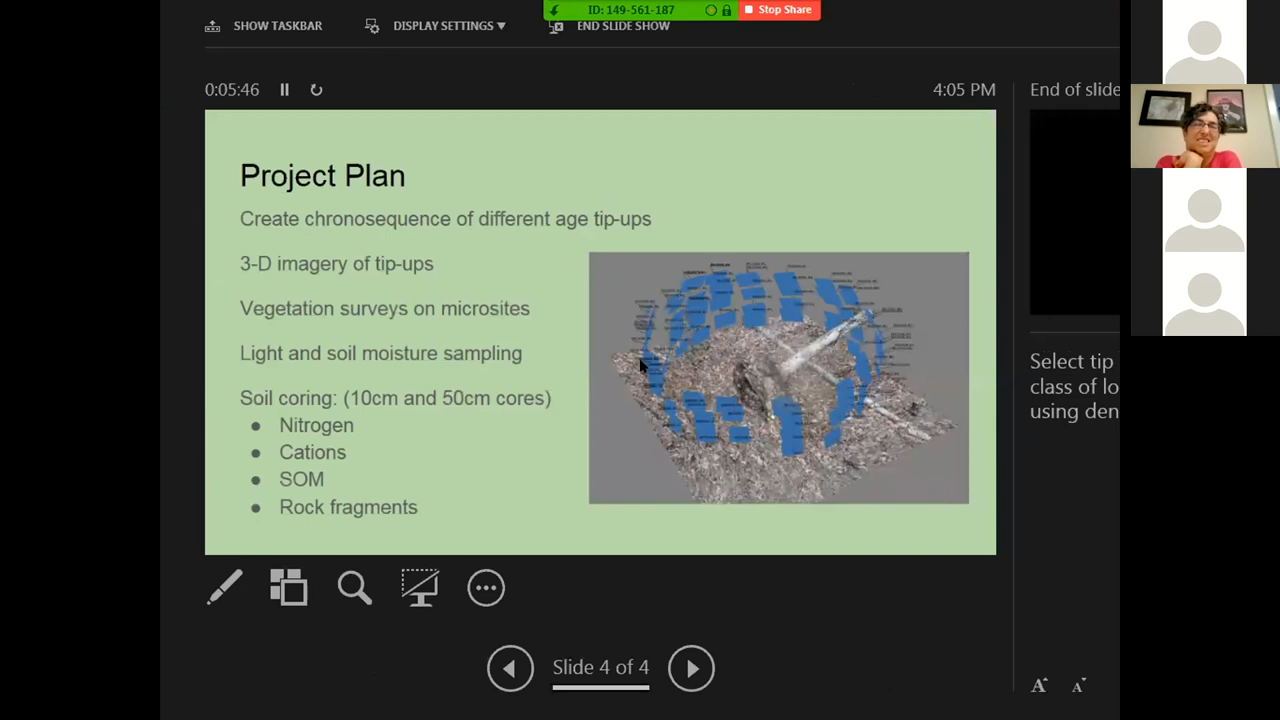 ID: 149-561-187
Stop Share
SHOW TASKBAR
DISPLAY SETTINGS
END SLIDE SHOW
0:05:46
4:05 PM
End of slide
Project Plan
Create chronosequence of different age tip-ups
3-D imagery of tip-ups
Vegetation surveys on microsites
Light and soil moisture sampling
Soil coring: (10cm and 50cm cores)
● Nitrogen
● Cations
● SOM
● Rock fragments
Select tip
class of lo
using den
Slide 4 of 4
A A